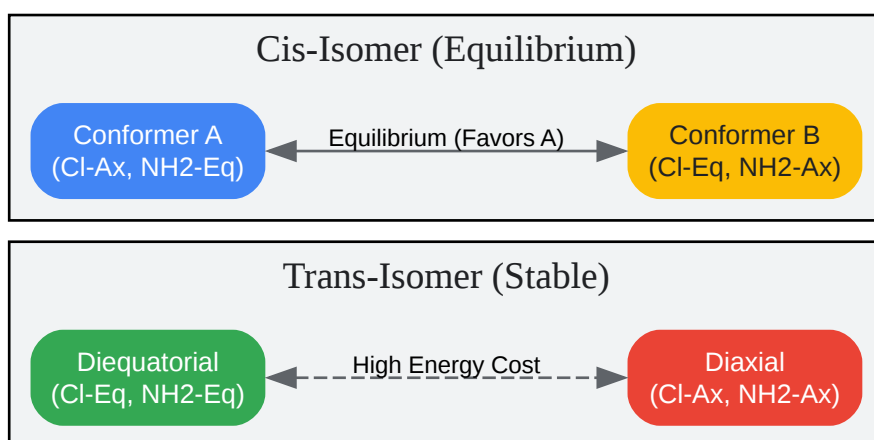 Cis-Isomer (Equilibrium)
Conformer A
(Cl-Ax, NH2-Eq)
Equilibrium (Favors A)
Conformer B
(Cl-Eq, NH2-Ax)
Trans-Isomer (Stable)
Diequatorial
(Cl-Eq, NH2-Eq)
High Energy Cost
Diaxial
(Cl-Ax, NH2-Ax)